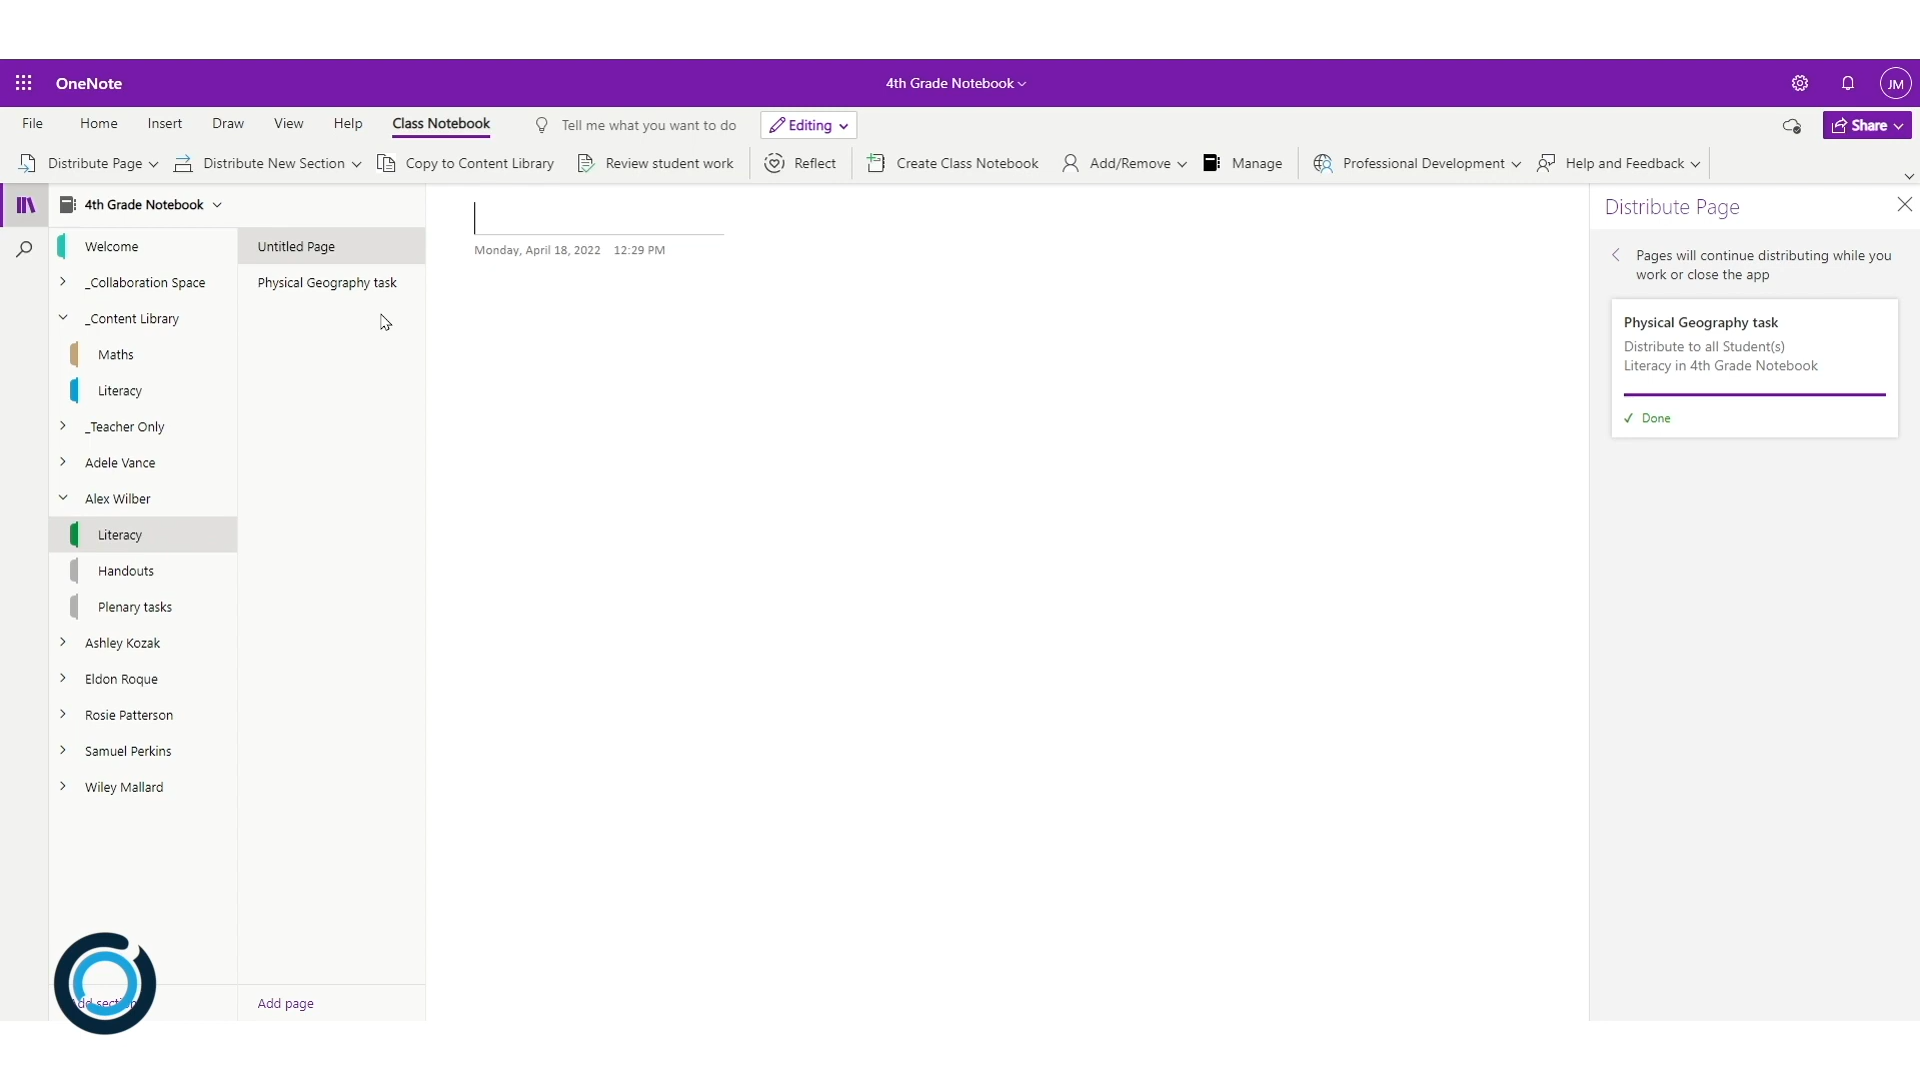 OneNote
4th Grade Notebook
JM
File
Home
Insert
Draw
View
Help
Class Notebook
Tell me what you want to do
Editing
Share
Distribute Page
Distribute New Section
Copy to Content Library
Review student work
Reflect
Create Class Notebook
Add/Remove
Manage
Professional Development
Help and Feedback
4th Grade Notebook
Welcome
_Collaboration Space
_Content Library
Maths
Literacy
_Teacher Only
Adele Vance
Alex Wilber
Literacy
Handouts
Plenary tasks
Ashley Kozak
Eldon Roque
Rosie Patterson
Samuel Perkins
Wiley Mallard
Add section
Untitled Page
Physical Geography task
Add page
Monday, April 18, 2022 12:29 PM
Distribute Page
Pages will continue distributing while you
work or close the app
Physical Geography task
Distribute to all Student(s)
Literacy in 4th Grade Notebook
Done